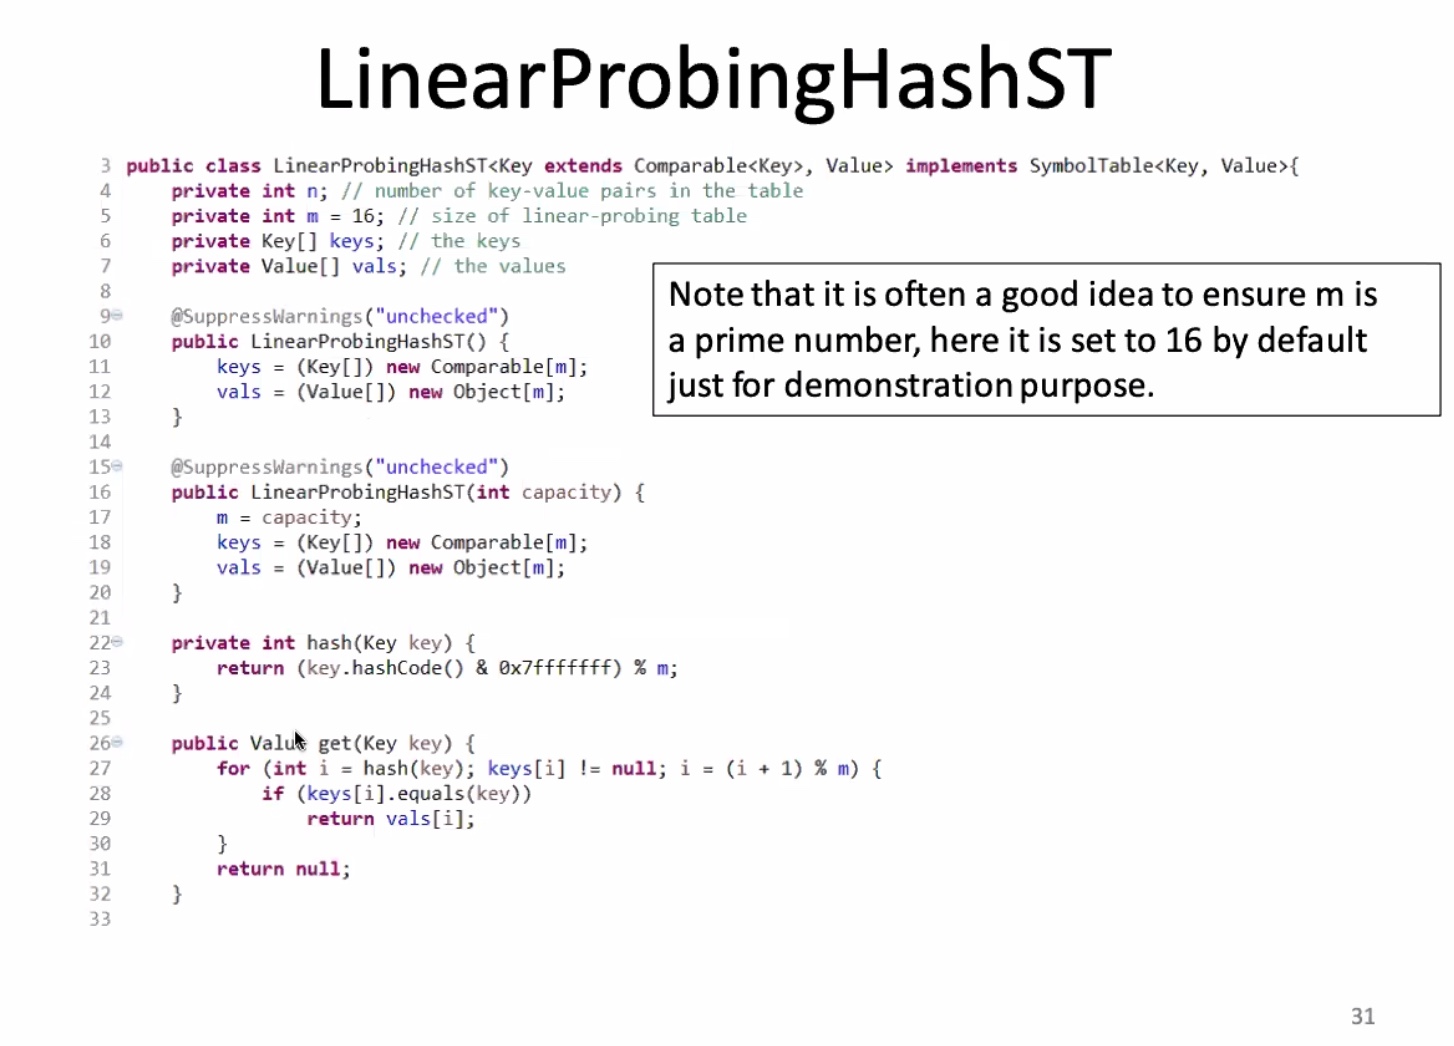 LinearProbingHashST
3 public class LinearProbingHashST<Key extends Comparable<Key>, Value> implements SymbolTable<Key, Value>{
4     private int n; // number of key-value pairs in the table
5     private int m = 16; // size of linear-probing table
6     private Key[] keys; // the keys
7     private Value[] vals; // the values
8
9     @SuppressWarnings("unchecked")
10     public LinearProbingHashST() {
11         keys = (Key[]) new Comparable[m];
12         vals = (Value[]) new Object[m];
13     }
14
15     @SuppressWarnings("unchecked")
16     public LinearProbingHashST(int capacity) {
17         m = capacity;
18         keys = (Key[]) new Comparable[m];
19         vals = (Value[]) new Object[m];
20     }
21
22     private int hash(Key key) {
23         return (key.hashCode() & 0x7fffffff) % m;
24     }
25
26     public Value get(Key key) {
27         for (int i = hash(key); keys[i] != null; i = (i + 1) % m) {
28             if (keys[i].equals(key))
29                 return vals[i];
30         }
31         return null;
32     }
33
Note that it is often a good idea to ensure m is
a prime number, here it is set to 16 by default
just for demonstration purpose.
31